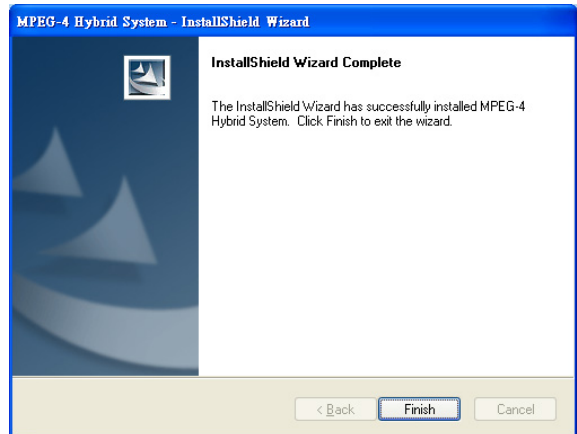 MPEG-4 Hybrid System - InstallShield Wizard
InstallShield Wizard Complete
The InstallShield Wizard has successfully installed MPEG-4
Hybrid System. Click Finish to exit the wizard.
< Back
Finish
Cancel